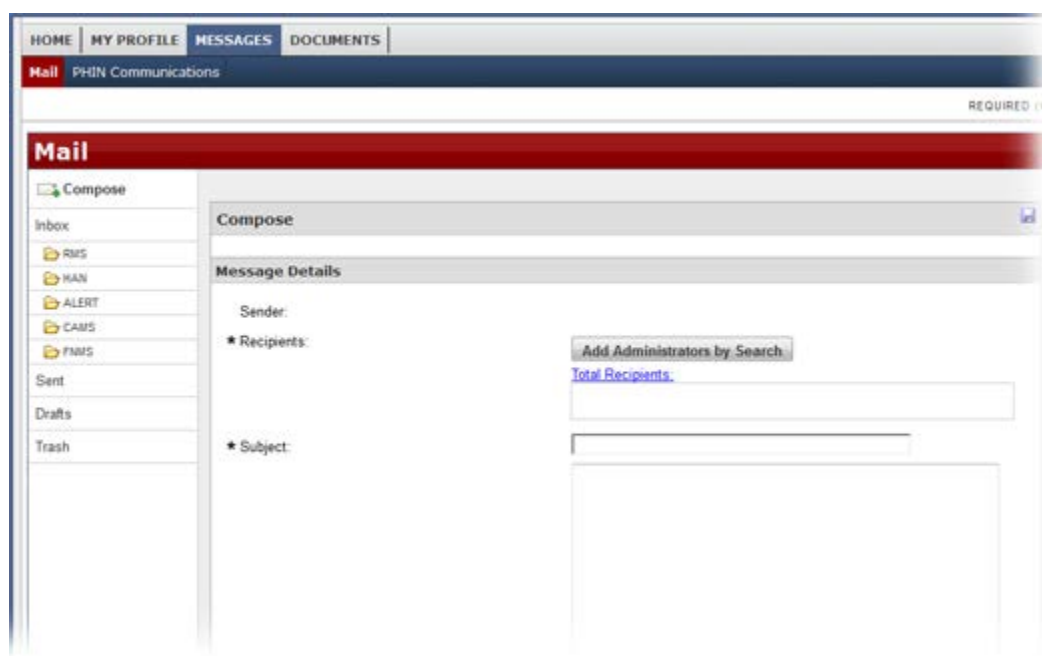 HOME MY PROFILE MESSAGES DOCUMENTS
Mail PHIN Communications
REQUIRED
Mail
Compose
Inbox
RMS
HAN
ALERT
CAMS
FNMS
Sent
Drafts
Trash
Compose
Message Details
Sender:
* Recipients:
Add Administrators by Search
Total Recipients:
* Subject: